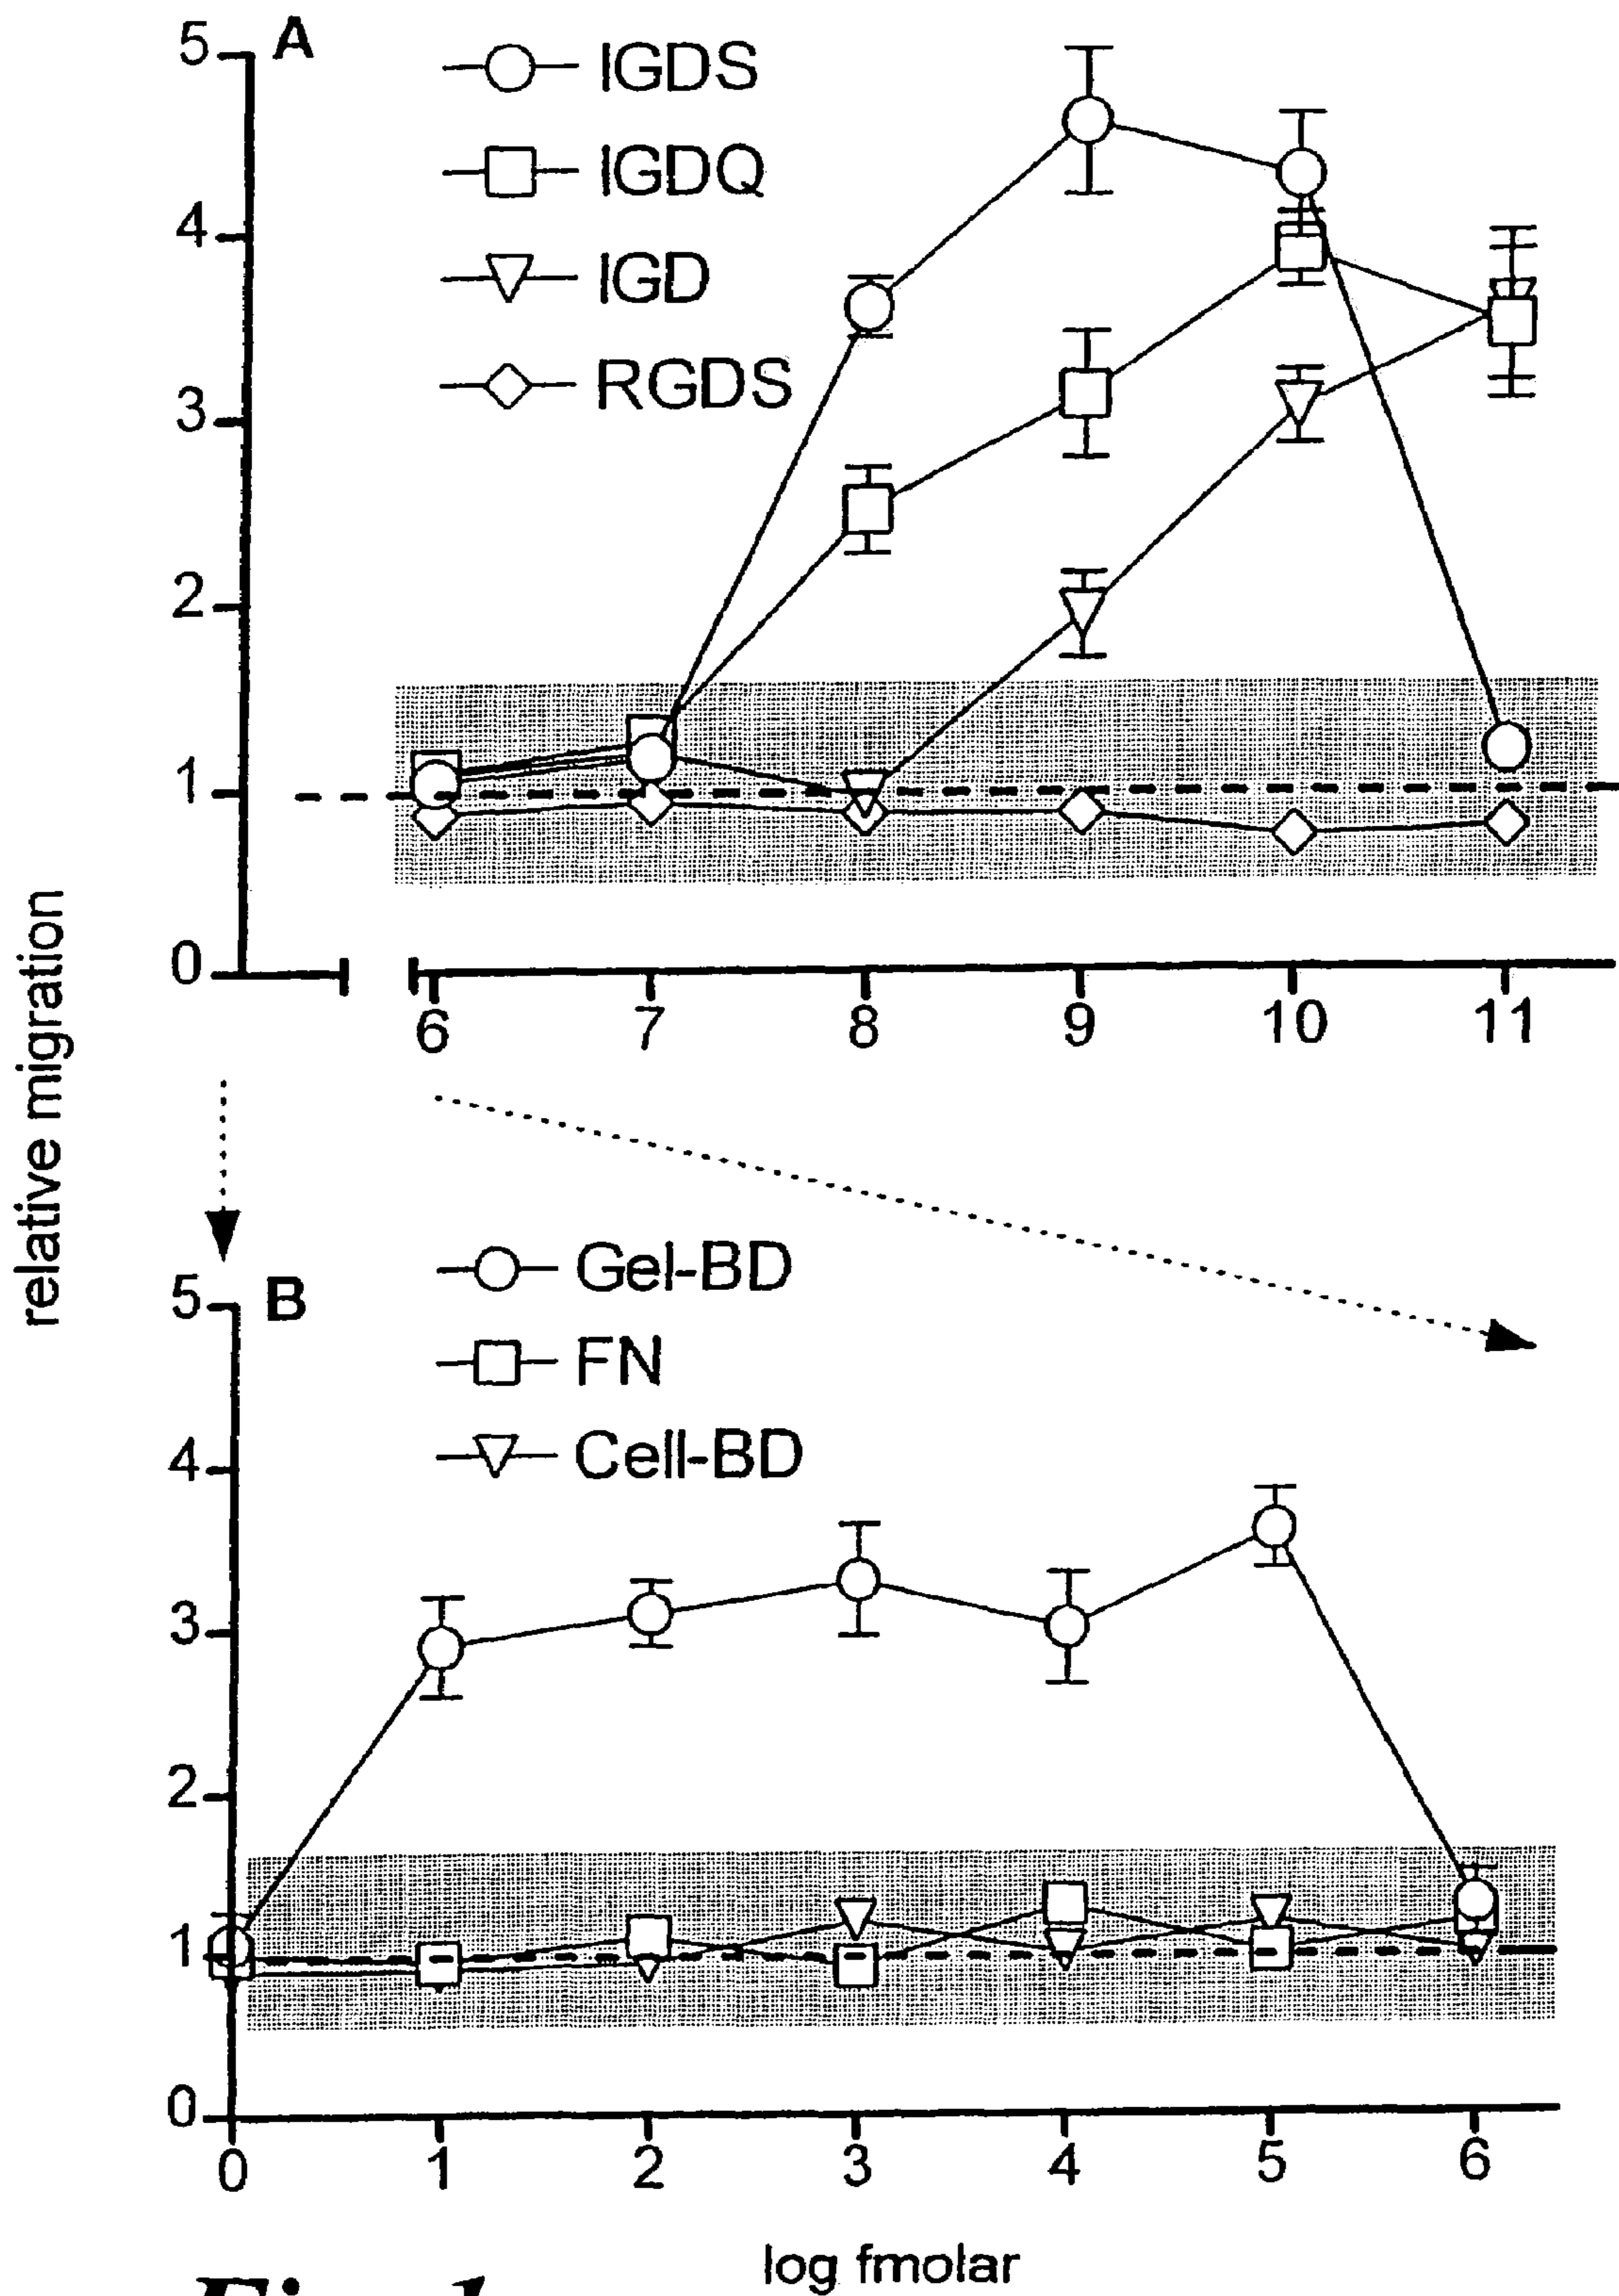 A
5
IGDS
IGDQ
4
IGD
3
RGDS
2
1
0
6 7 8 9 10 11
relative migration
B
5
Gel-BD
FN
4
Cell-BD
3
2
1
0
0 1 2 3 4 5 6
log fmolar